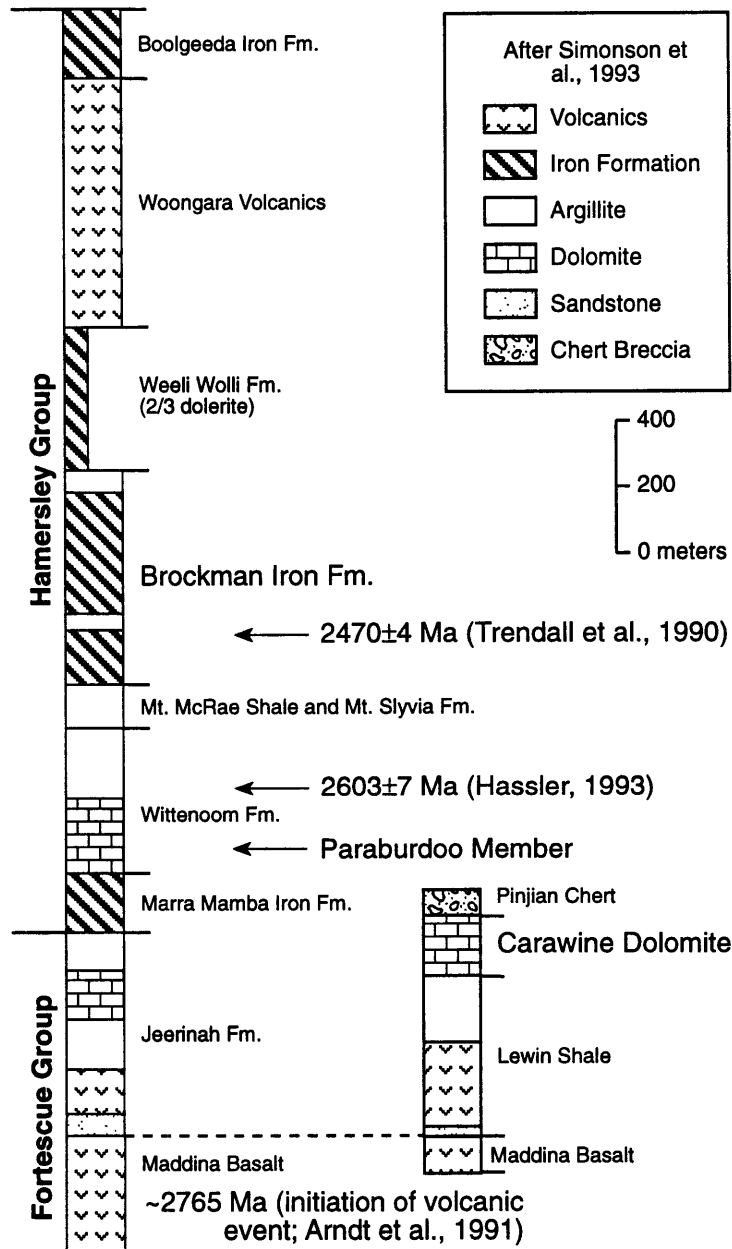 Boolgeeda Iron Fm.
Woongara Volcanics
Weeli Wolli Fm.
(2/3 dolerite)
Hamersley Group
Brockman Iron Fm.
2470±4 Ma (Trendall et al., 1990)
Mt. McRae Shale and Mt. Slyvia Fm.
2603±7 Ma (Hassler, 1993)
Wittenoom Fm.
Paraburdoo Member
Marra Mamba Iron Fm.
Fortescue Group
Jeerinah Fm.
Maddina Basalt
~2765 Ma (initiation of volcanic
event; Arndt et al., 1991)
After Simonson et
al., 1993
Volcanics
Iron Formation
Argillite
Dolomite
Sandstone
Chert Breccia
400
200
0 meters
Pinjian Chert
Carawine Dolomite
Lewin Shale
Maddina Basalt